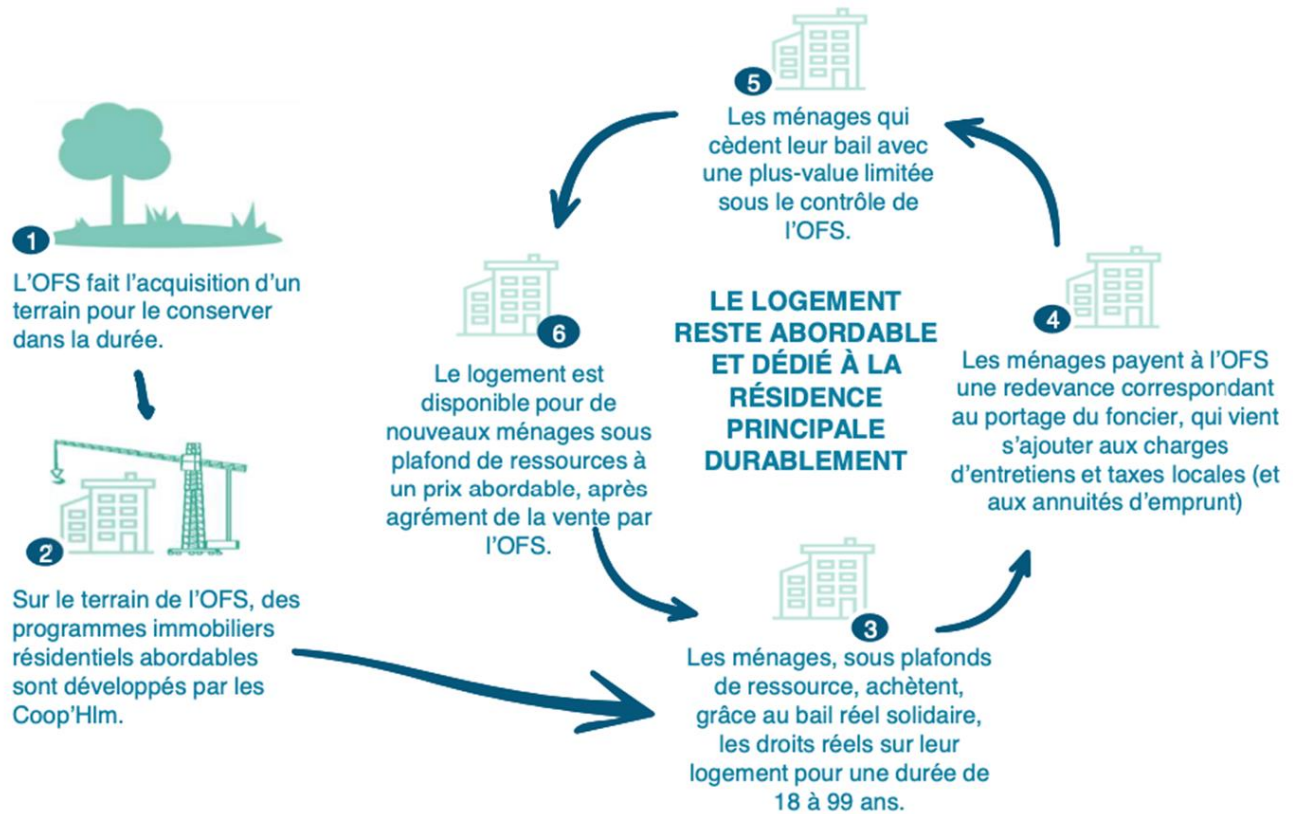 1
L'OFS fait l'acquisition d'un
terrain pour le conserver
dans la durée.
2
Sur le terrain de l'OFS, des
programmes immobiliers
résidentiels abordables
sont développés par les
Coop'Hlm.
3
Les ménages, sous plafonds
de ressource, achètent,
grâce au bail réel solidaire,
les droits réels sur leur
logement pour une durée de
18 à 99 ans.
4
Les ménages payent à l'OFS
une redevance correspondant
au portage du foncier, qui vient
s'ajouter aux charges
d'entretiens et taxes locales (et
aux annuités d'emprunt)
5
Les ménages qui
cèdent leur bail avec
une plus-value limitée
sous le contrôle de
l'OFS.
6
Le logement est
disponible pour de
nouveaux ménages sous
plafond de ressources à
un prix abordable, après
agrément de la vente par
l'OFS.
LE LOGEMENT
RESTE ABORDABLE
ET DÉDIÉ À LA
RÉSIDENCE
PRINCIPALE
DURABLEMENT